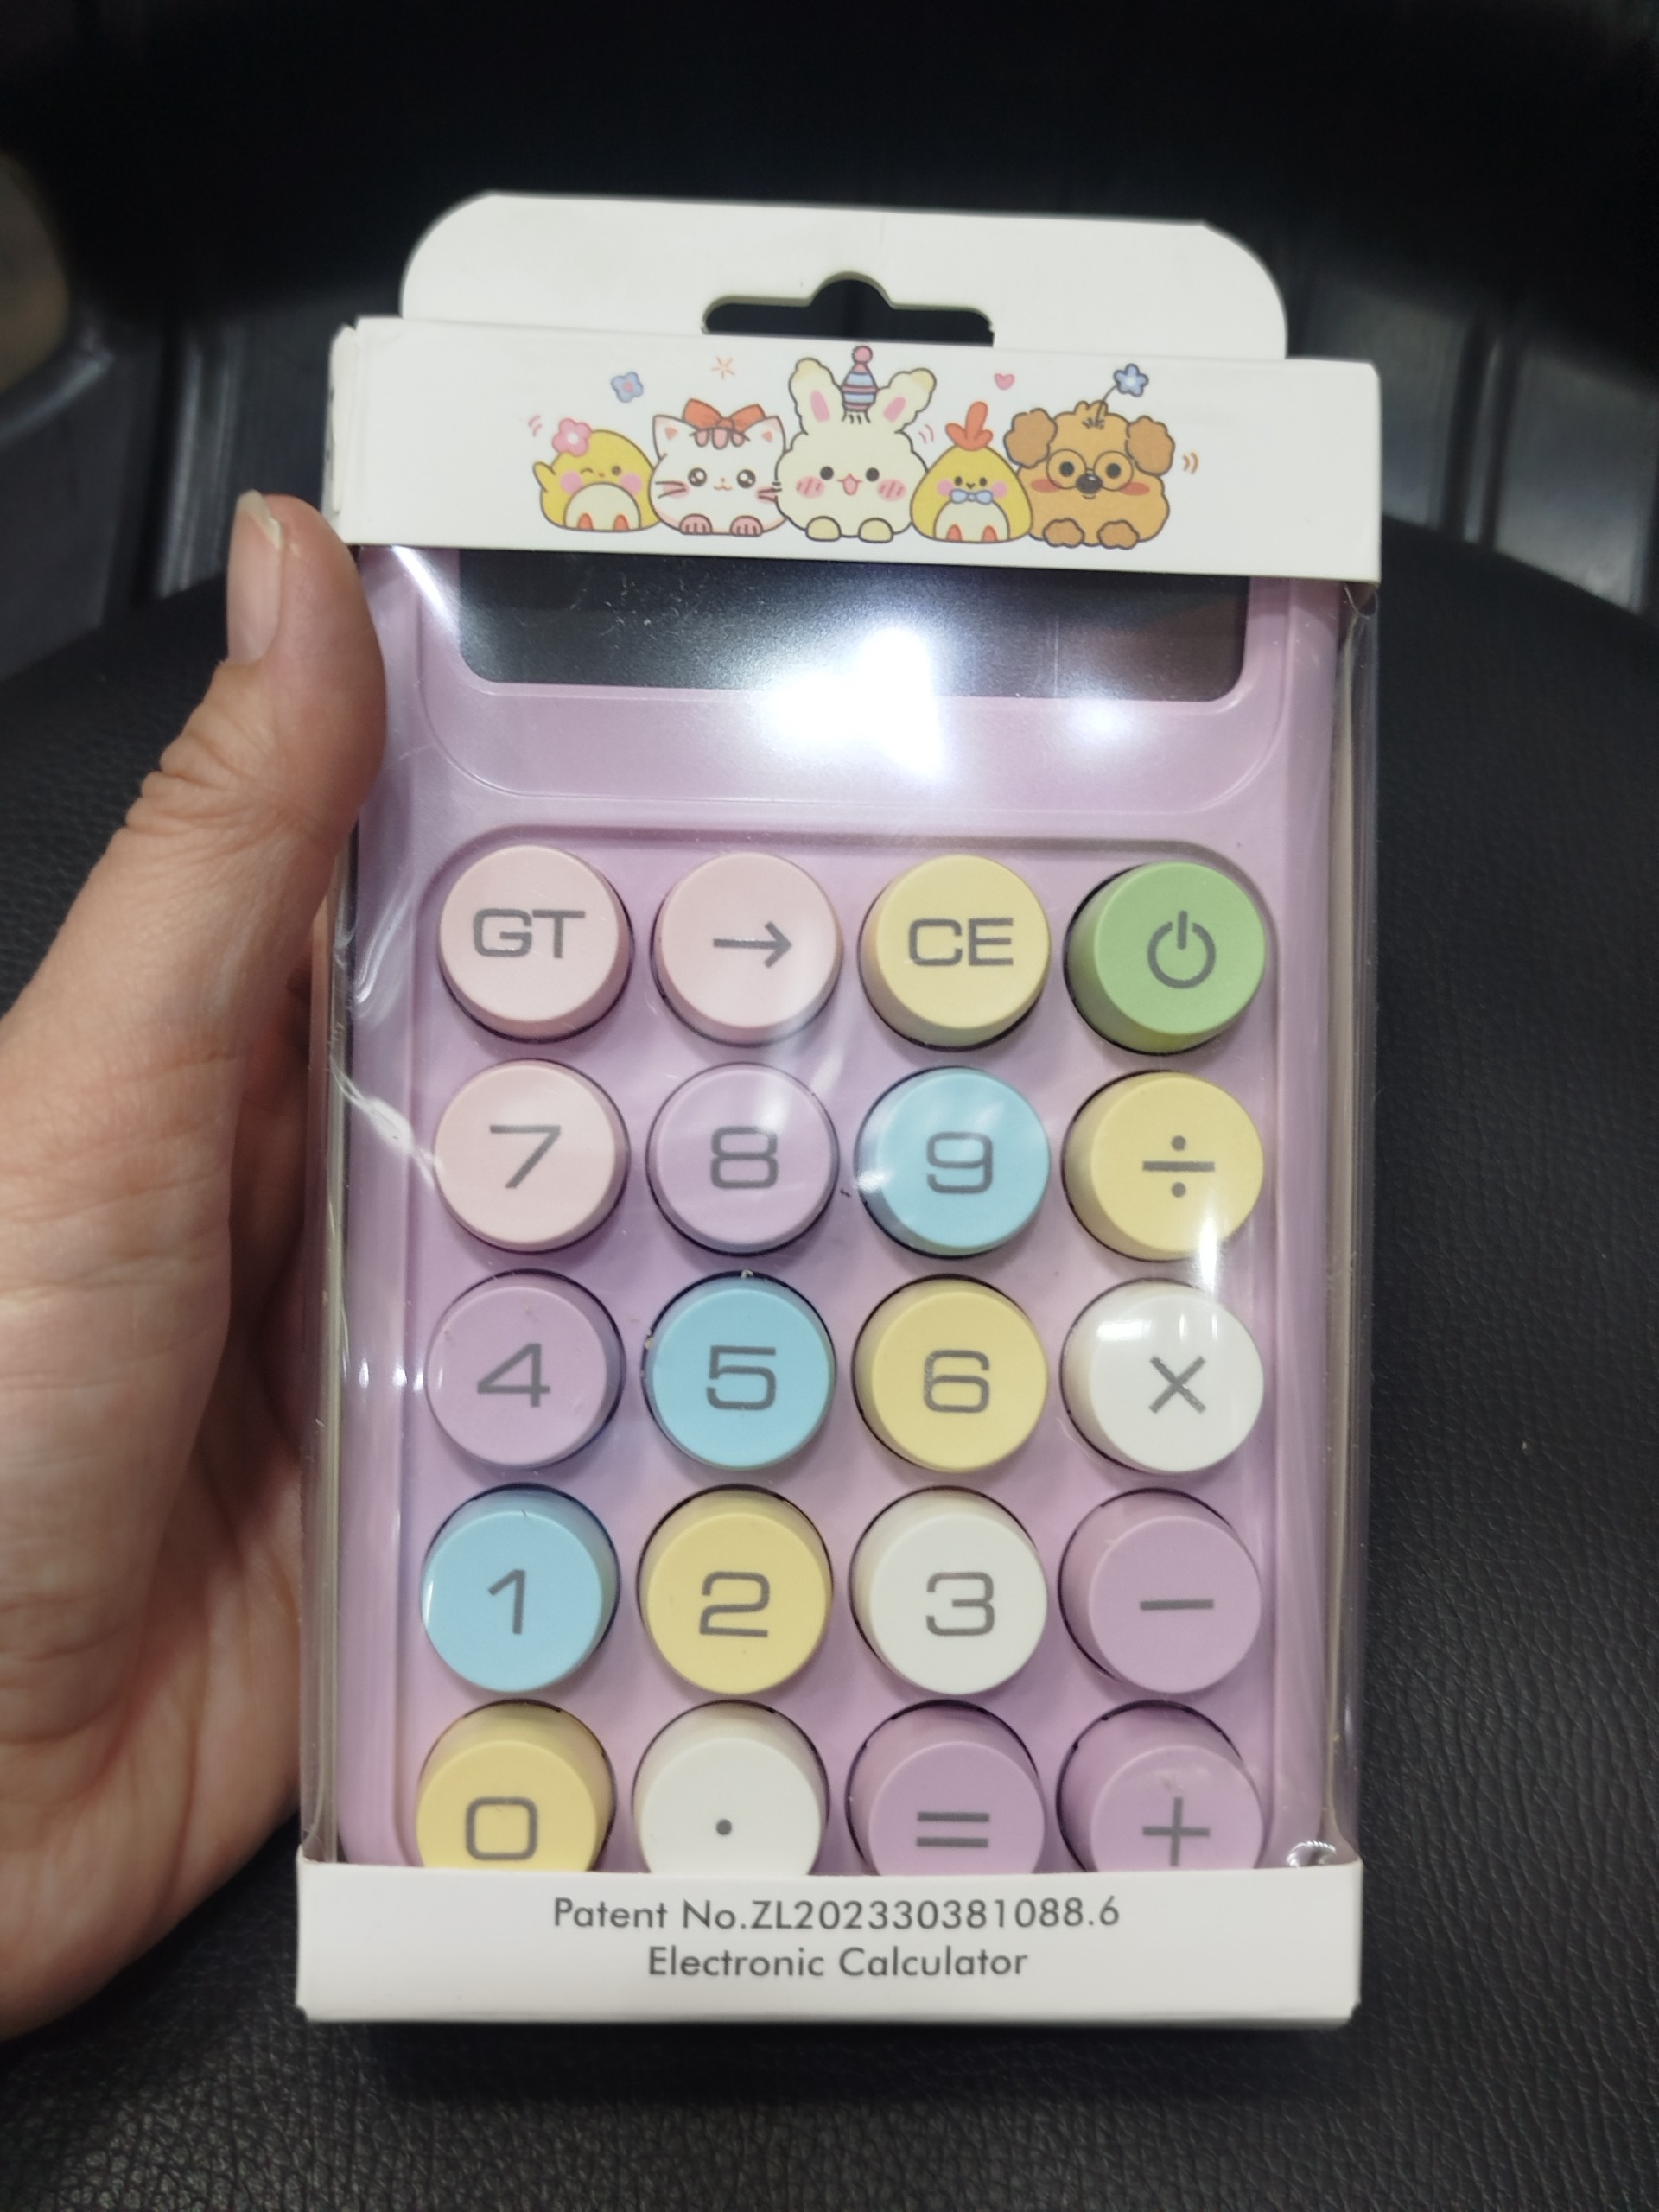 GT → CE
7 8 9 ÷
4 5 6 ×
1 2 3 −
0 . = +
Patent No.ZL202330381088.6
Electronic Calculator